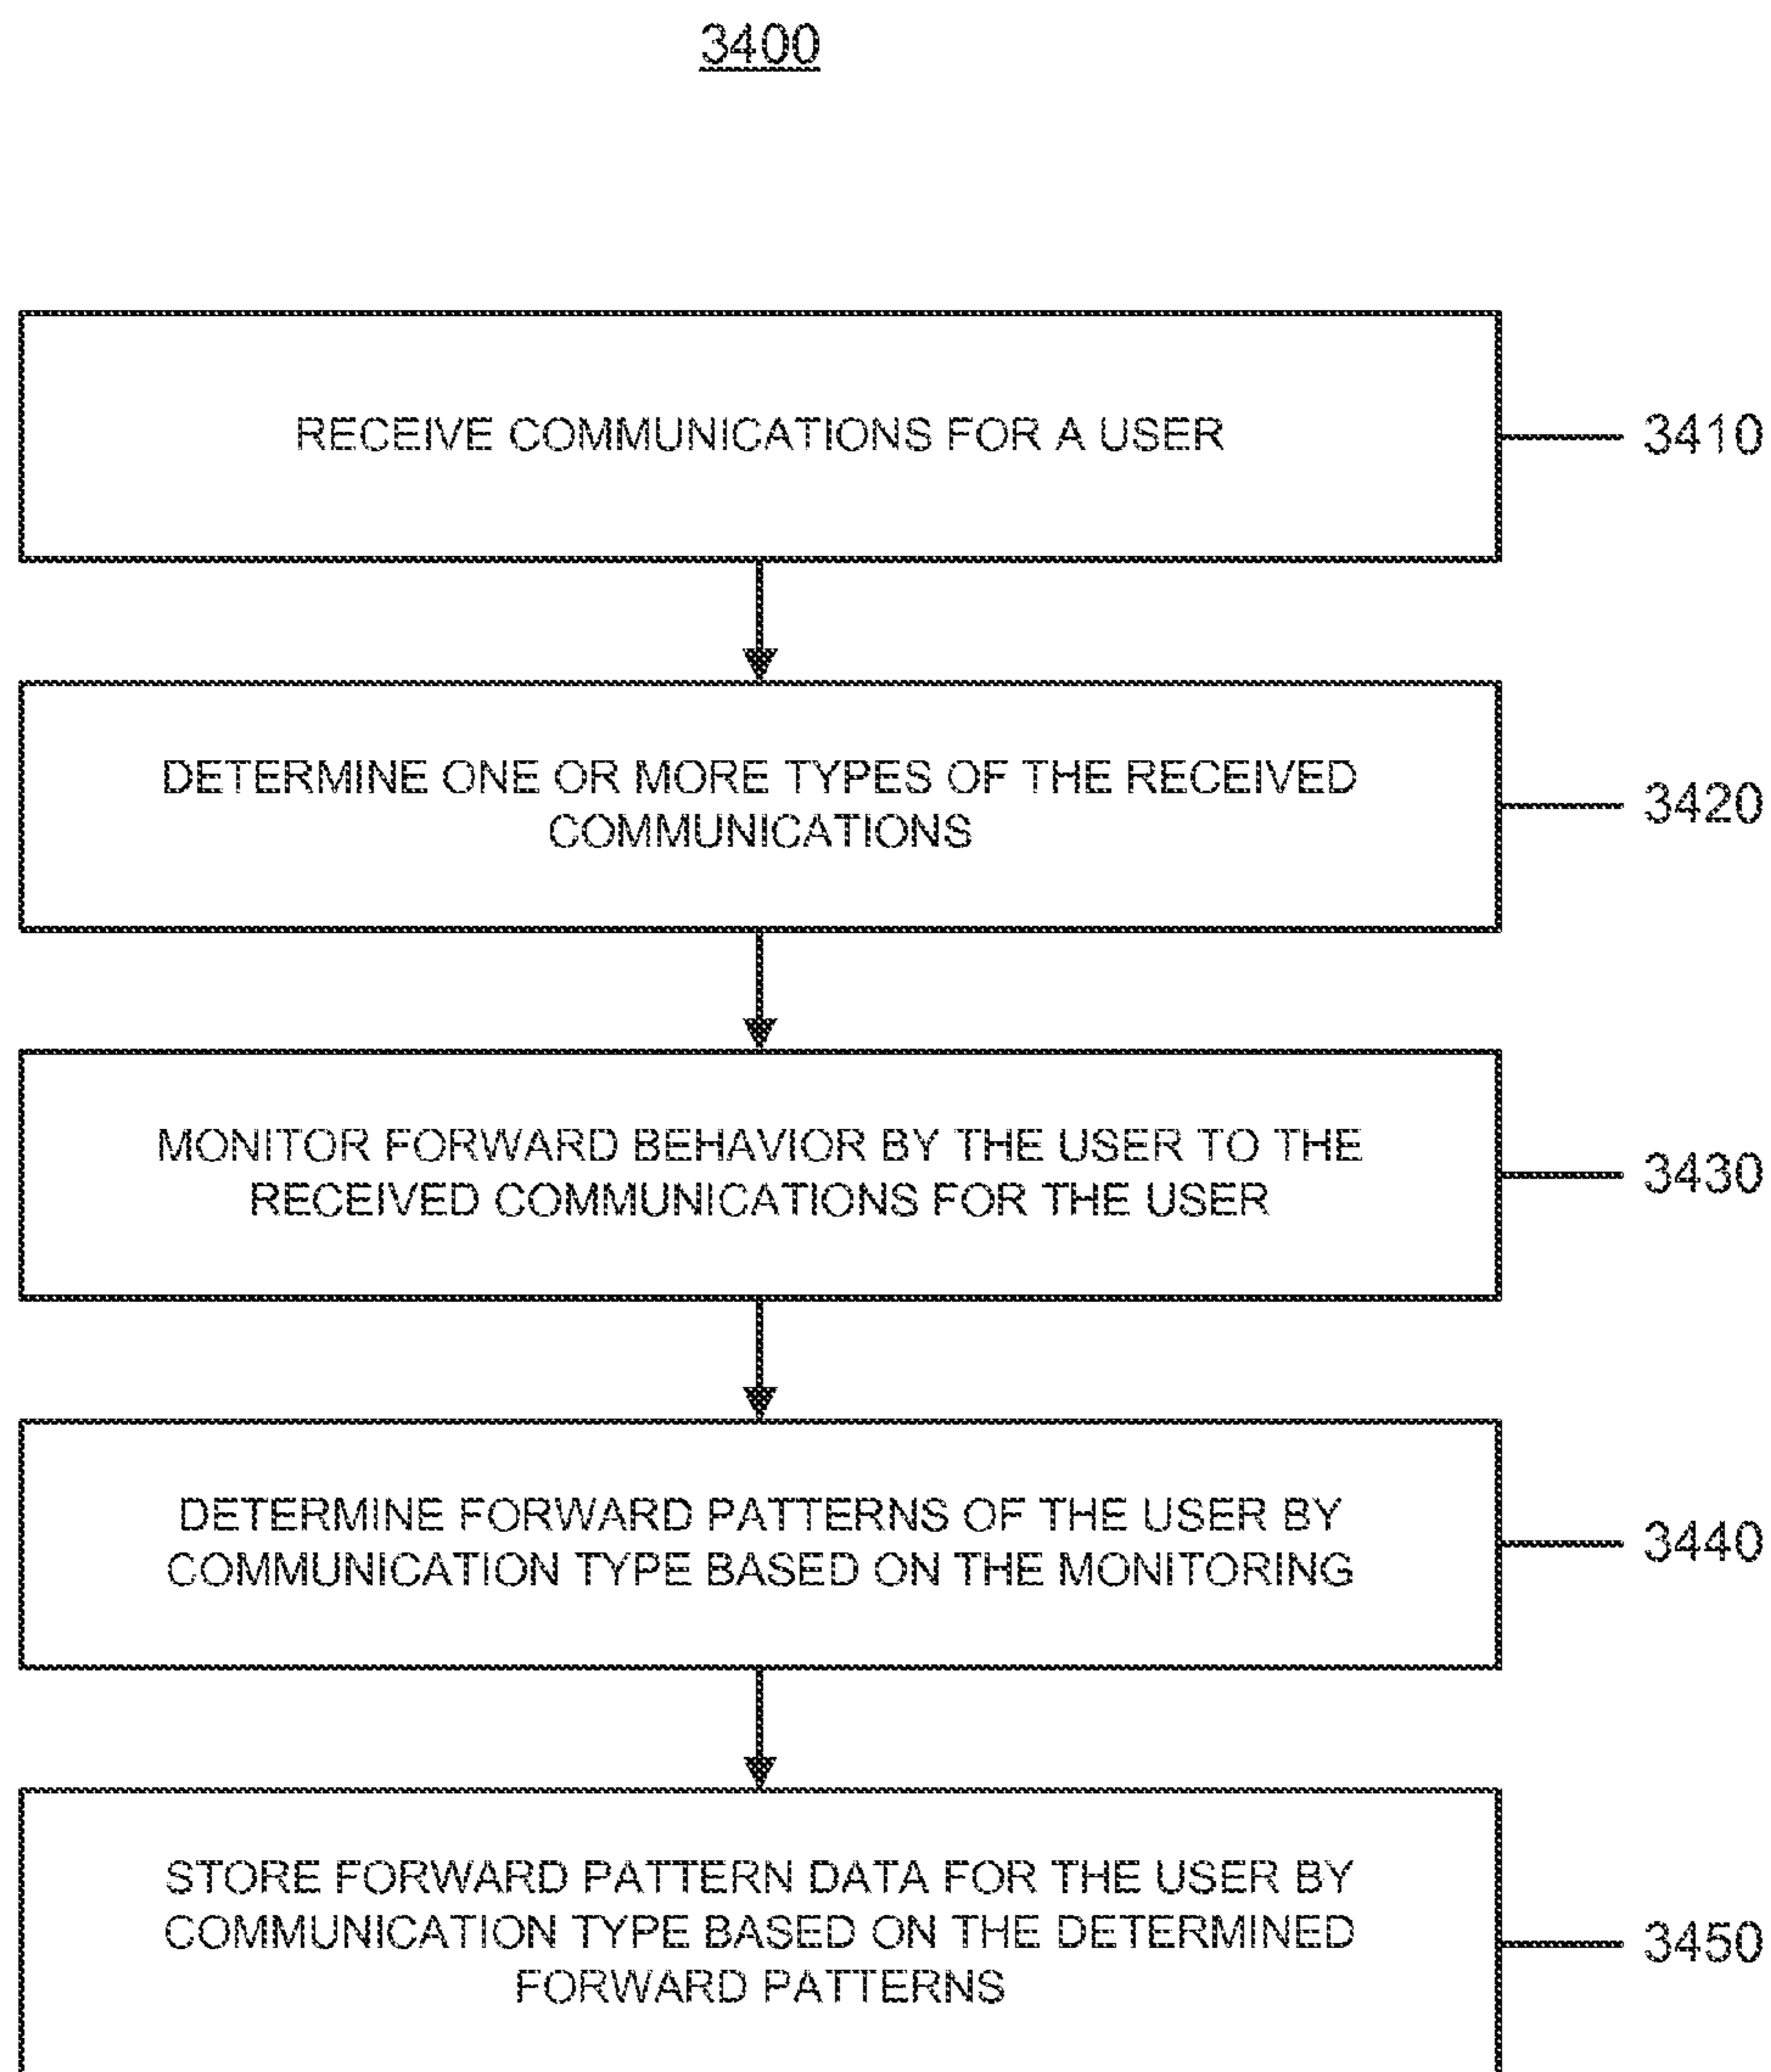 3400
RECEIVE COMMUNICATIONS FOR A USER
3410
DETERMINE ONE OR MORE TYPES OF THE RECEIVED
COMMUNICATIONS
3420
MONITOR FORWARD BEHAVIOR BY THE USER TO THE
RECEIVED COMMUNICATIONS FOR THE USER
3430
DETERMINE FORWARD PATTERNS OF THE USER BY
COMMUNICATION TYPE BASED ON THE MONITORING
3440
STORE FORWARD PATTERN DATA FOR THE USER BY
COMMUNICATION TYPE BASED ON THE DETERMINED
FORWARD PATTERNS
3450